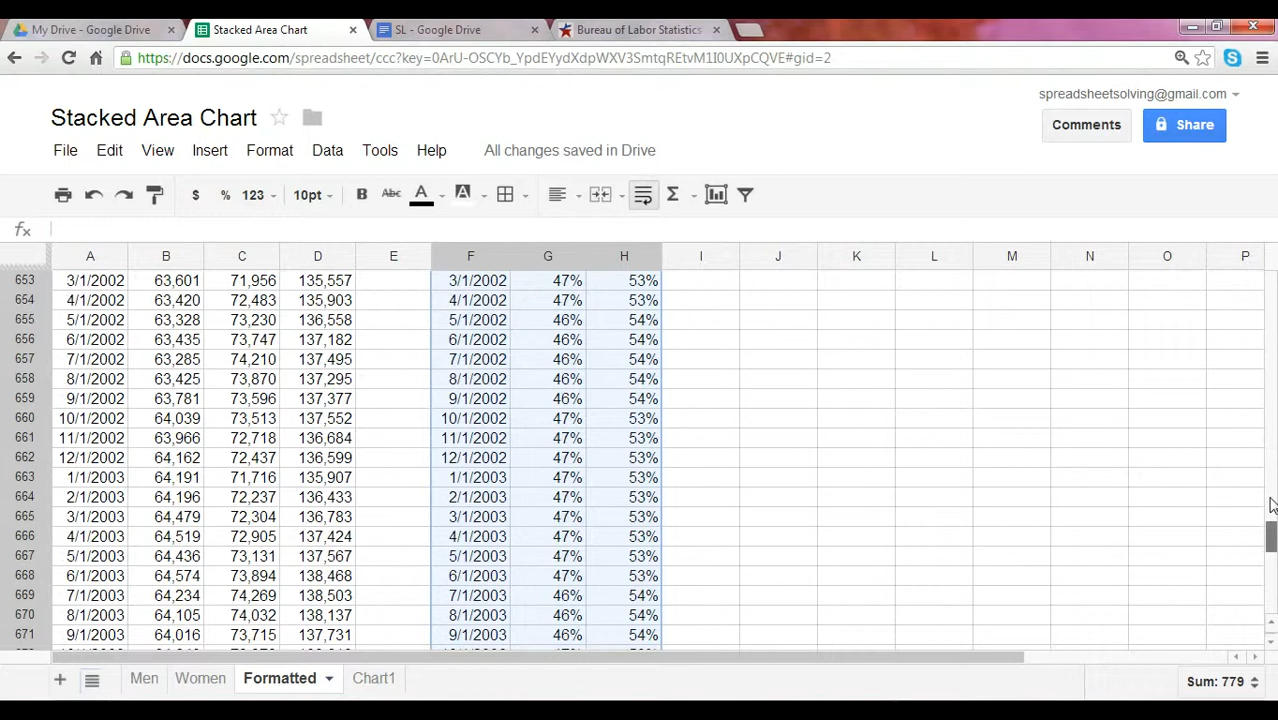 My Drive - Google Drive × Stacked Area Chart × SL - Google Drive × Bureau of Labor Statistics ×
https://docs.google.com/spreadsheet/ccc?key=0ArU-OSCYb_YpdEYydXdpWXV3SmtqREtvM1I0UXpCQVE#gid=2
spreadsheetsolving@gmail.com
Stacked Area Chart
Comments Share
File Edit View Insert Format Data Tools Help All changes saved in Drive
$ % 123 10pt B Abc A A Σ
fx
A B C D E F G H I J K L M N O P
653 3/1/2002 63,601 71,956 135,557 3/1/2002 47% 53%
654 4/1/2002 63,420 72,483 135,903 4/1/2002 47% 53%
655 5/1/2002 63,328 73,230 136,558 5/1/2002 46% 54%
656 6/1/2002 63,435 73,747 137,182 6/1/2002 46% 54%
657 7/1/2002 63,285 74,210 137,495 7/1/2002 46% 54%
658 8/1/2002 63,425 73,870 137,295 8/1/2002 46% 54%
659 9/1/2002 63,781 73,596 137,377 9/1/2002 46% 54%
660 10/1/2002 64,039 73,513 137,552 10/1/2002 47% 53%
661 11/1/2002 63,966 72,718 136,684 11/1/2002 47% 53%
662 12/1/2002 64,162 72,437 136,599 12/1/2002 47% 53%
663 1/1/2003 64,191 71,716 135,907 1/1/2003 47% 53%
664 2/1/2003 64,196 72,237 136,433 2/1/2003 47% 53%
665 3/1/2003 64,479 72,304 136,783 3/1/2003 47% 53%
666 4/1/2003 64,519 72,905 137,424 4/1/2003 47% 53%
667 5/1/2003 64,436 73,131 137,567 5/1/2003 47% 53%
668 6/1/2003 64,574 73,894 138,468 6/1/2003 47% 53%
669 7/1/2003 64,234 74,269 138,503 7/1/2003 46% 54%
670 8/1/2003 64,105 74,032 138,137 8/1/2003 46% 54%
671 9/1/2003 64,016 73,715 137,731 9/1/2003 46% 54%
Men Women Formatted Chart1 Sum: 779